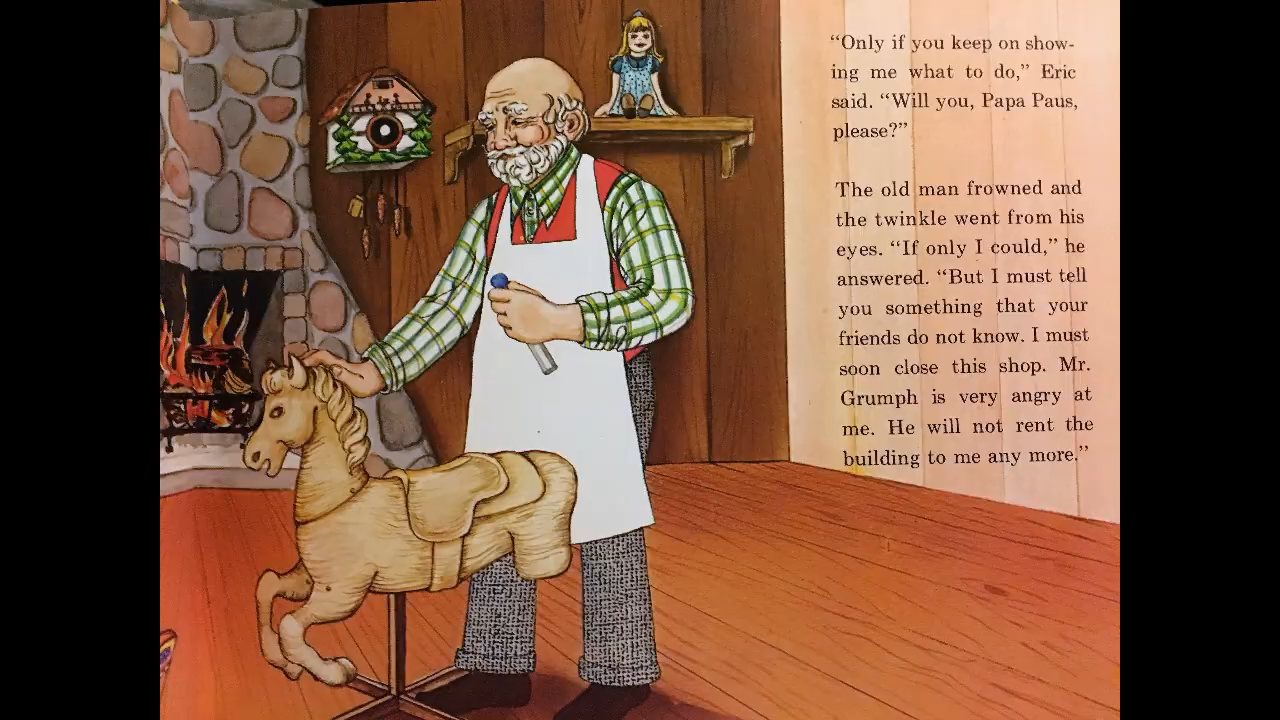 “Only if you keep on show-
ing me what to do,” Eric
said. “Will you, Papa Paus,
please?”
The old man frowned and
the twinkle went from his
eyes. “If only I could,” he
answered. “But I must tell
you something that your
friends do not know. I must
soon close this shop. Mr.
Grumph is very angry at
me. He will not rent the
building to me any more.”